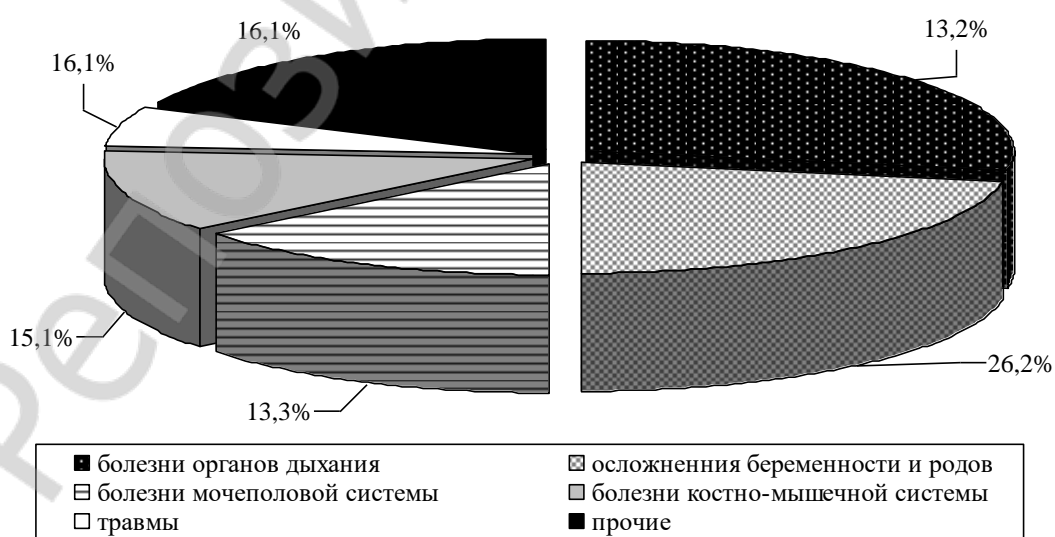 16,1%
13,2%
16,1%
15,1%
26,2%
13,3%
болезни органов дыхания
осложненния беременности и родов
болезни мочеполовой системы
болезни костно-мышечной системы
травмы
прочие